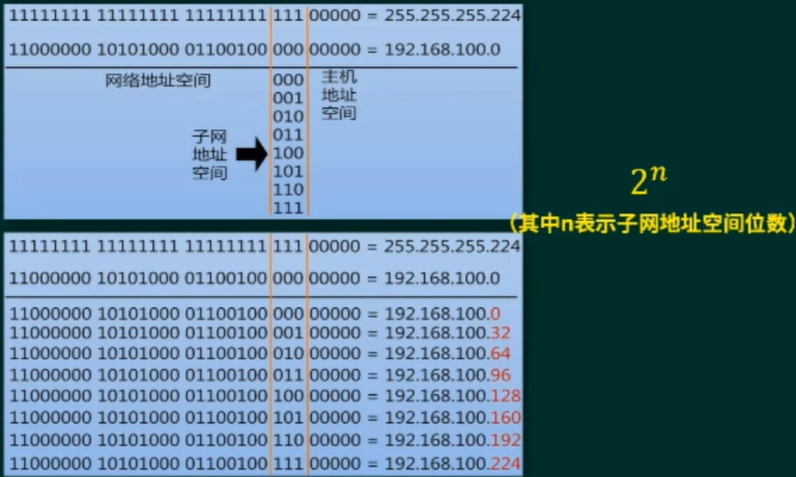 11111111 11111111 11111111 111 00000 = 255.255.255.224
11000000 10101000 01100100 000 00000 = 192.168.100.0
网络地址空间
000
001
010
011
100
101
110
111
主机
地址
空间
子网
地址
空间
2ⁿ
(其中n表示子网地址空间位数)
11111111 11111111 11111111 111 00000 = 255.255.255.224
11000000 10101000 01100100 000 00000 = 192.168.100.0
11000000 10101000 01100100 000 00000 = 192.168.100.0
11000000 10101000 01100100 001 00000 = 192.168.100.32
11000000 10101000 01100100 010 00000 = 192.168.100.64
11000000 10101000 01100100 011 00000 = 192.168.100.96
11000000 10101000 01100100 100 00000 = 192.168.100.128
11000000 10101000 01100100 101 00000 = 192.168.100.160
11000000 10101000 01100100 110 00000 = 192.168.100.192
11000000 10101000 01100100 111 00000 = 192.168.100.224